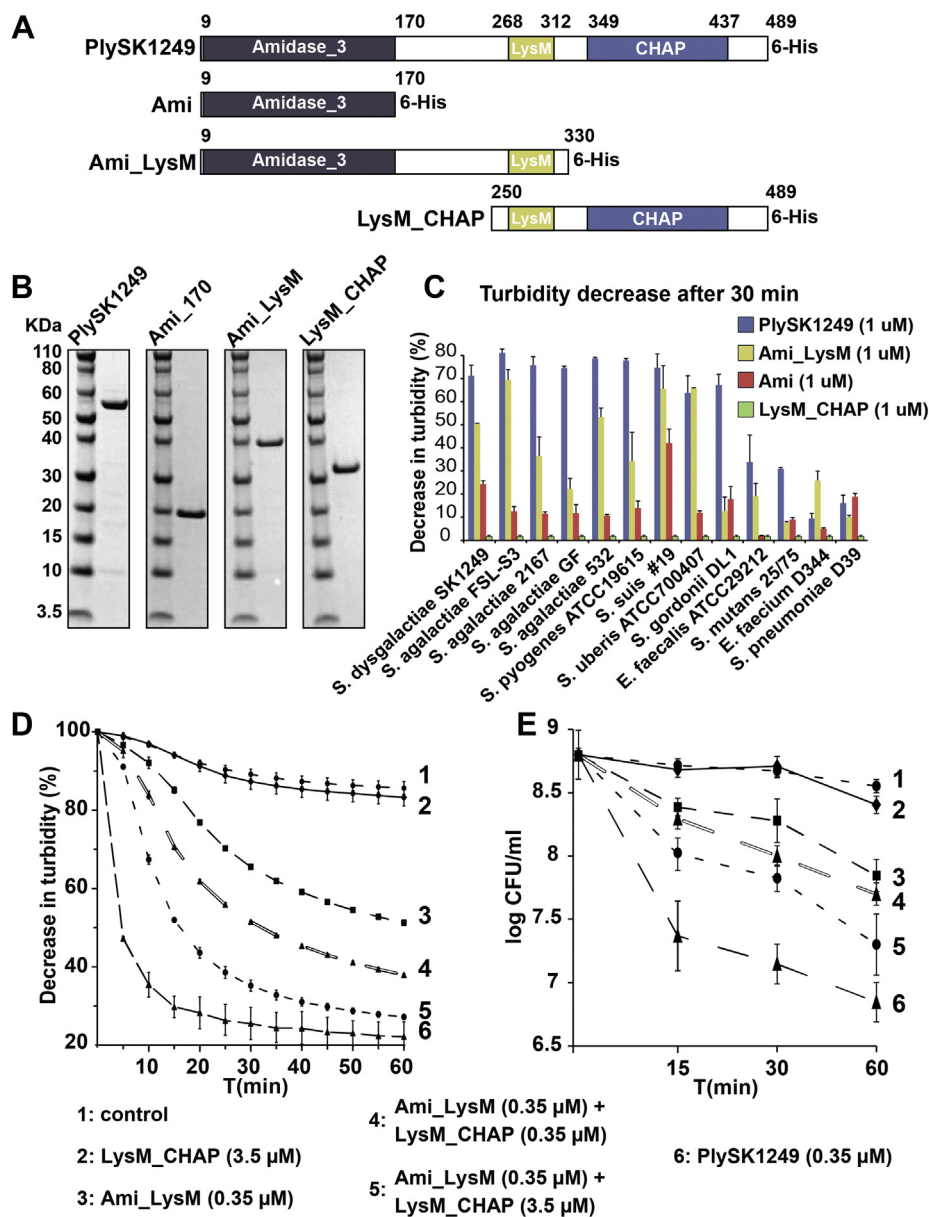 A
9 170 268 312 349 437 489
PlySK1249 Amidase_3 LysM CHAP 6-His
9 170
Ami Amidase_3 6-His
9 330
Ami_LysM Amidase_3 LysM 6-His
250 489
LysM_CHAP LysM CHAP 6-His
B
KDa
PlySK1249
Ami_170
Ami_LysM
LysM_CHAP
110
80
60
50
40
30
20
15
10
3.5
C
Turbidity decrease after 30 min
PlySK1249 (1 uM)
Ami_LysM (1 uM)
Ami (1 uM)
LysM_CHAP (1 uM)
Decrease in turbidity (%)
80
70
60
50
40
30
20
10
0
S. dysgalactiae SK1249
S. agalactiae FSL-S3
S. agalactiae 2167
S. agalactiae GF
S. agalactiae 532
S. pyogenes ATCC19615
S. suis #19
S. uberis ATCC700407
S. gordonii DL1
E. faecalis ATCC29212
S. mutans 25/75
E. faecium D344
S. pneumoniae D39
D
Decrease in turbidity (%)
100
80
60
40
20
10 20 30 40 50 60
T(min)
1
2
3
4
5
6
E
log CFU/ml
9
8.5
8
7.5
7
6.5
15 30 60
T(min)
1
2
3
4
5
6
1: control
2: LysM_CHAP (3.5 µM)
3: Ami_LysM (0.35 µM)
4: Ami_LysM (0.35 µM) +
LysM_CHAP (0.35 µM)
5: Ami_LysM (0.35 µM) +
LysM_CHAP (3.5 µM)
6: PlySK1249 (0.35 µM)